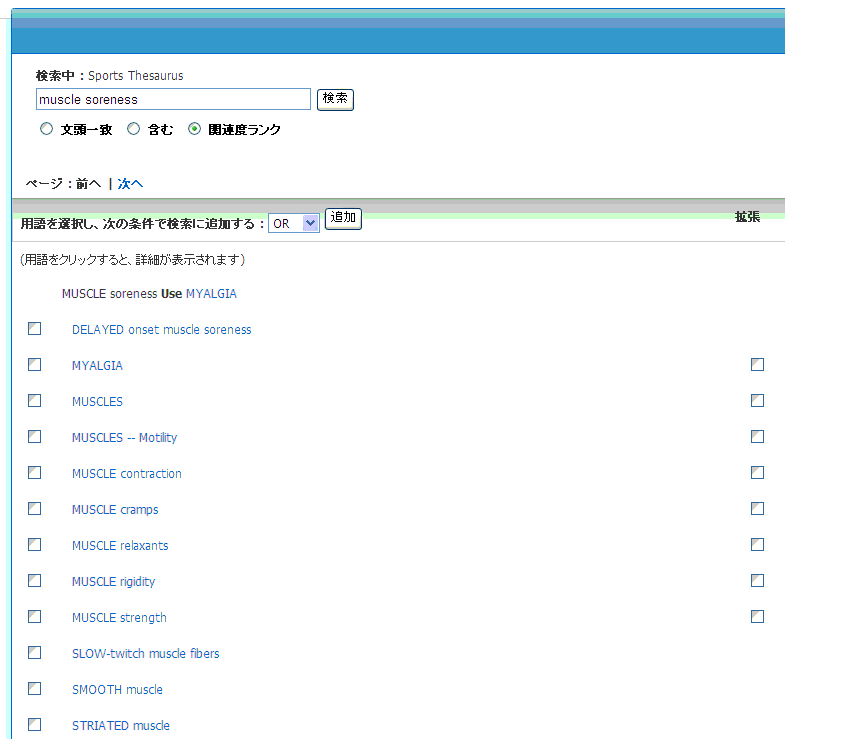 検索中：Sports Thesaurus
muscle soreness 検索
文頭一致 含む 関連度ランク
ページ：前へ | 次へ
用語を選択し、次の条件で検索に追加する： OR 追加 拡張
(用語をクリックすると、詳細が表示されます)
MUSCLE soreness Use MYALGIA
DELAYED onset muscle soreness
MYALGIA
MUSCLES
MUSCLES -- Motility
MUSCLE contraction
MUSCLE cramps
MUSCLE relaxants
MUSCLE rigidity
MUSCLE strength
SLOW-twitch muscle fibers
SMOOTH muscle
STRIATED muscle